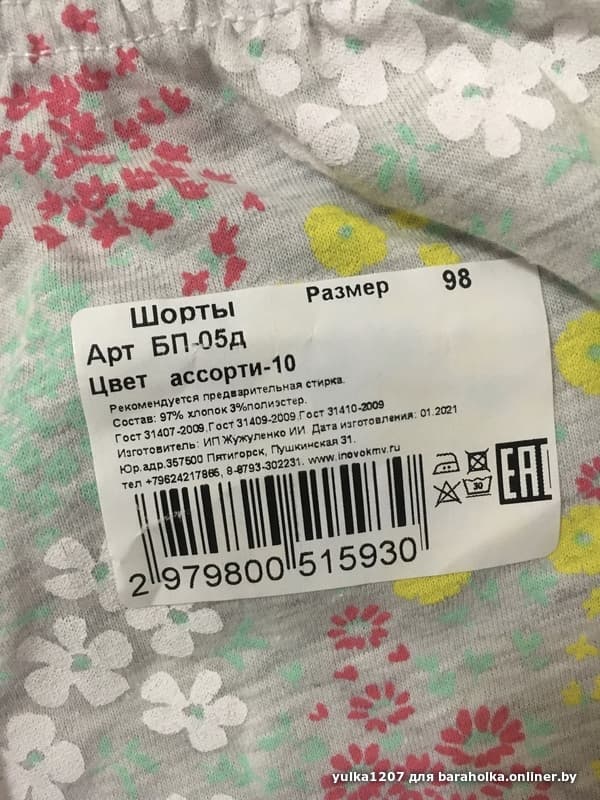 Шорты Размер 98
Арт БП-05д
Цвет ассорти-10
Рекомендуется предварительная стирка.
Состав: 97% хлопок 3%полиэстер.
Гост 31407-2009.Гост 31409-2009.Гост 31410-2009
Изготовитель: ИП Жужуленко ИИ Дата изготовления: 01.2021
Юр.адр.357500 Пятигорск, Пушкинская 31.
тел +79624217866, 8-8793-302231. www.inovokmv.ru
30
EAC
2 979800 515930
yulka1207 для baraholka.onliner.by